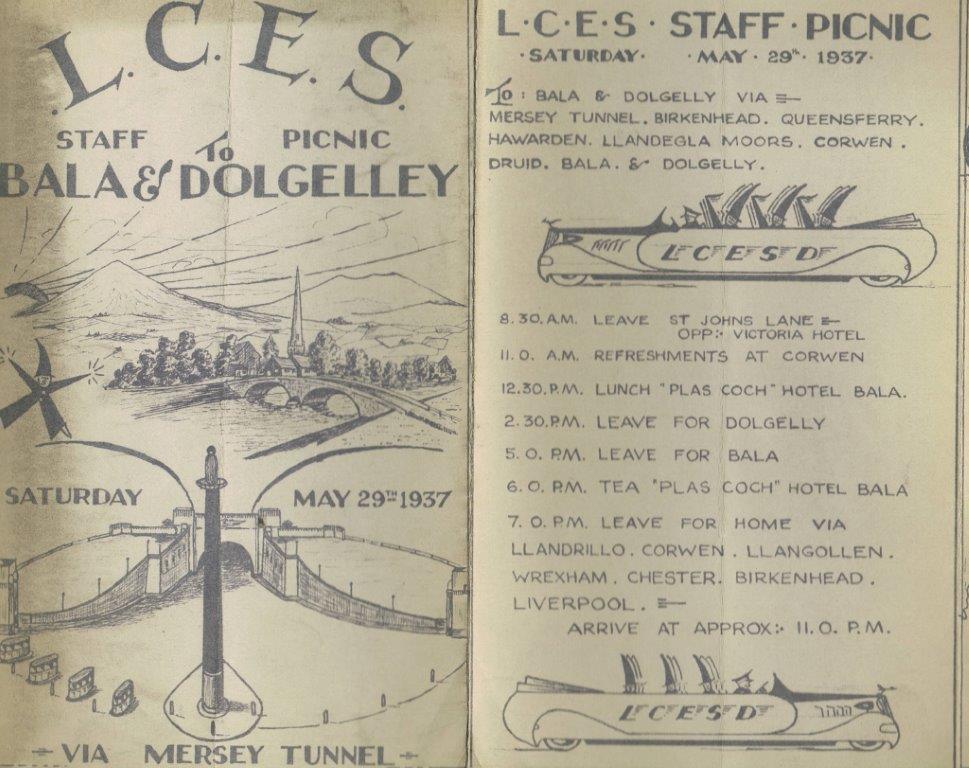 L.C.E.S.
STAFF To PICNIC
BALA & DOLGELLEY
SATURDAY MAY 29TH 1937
VIA MERSEY TUNNEL
L·C·E·S · STAFF · PICNIC
·SATURDAY· ·MAY · 29th · 1937·
To: BALA & DOLGELLY VIA
MERSEY TUNNEL. BIRKENHEAD. QUEENSFERRY.
HAWARDEN. LLANDEGLA MOORS. CORWEN.
DRUID. BALA. & DOLGELLY.
L C E S D
8.30. A.M. LEAVE ST JOHNS LANE
OPP:- VICTORIA HOTEL
11.0. A.M. REFRESHMENTS AT CORWEN
12.30. P.M. LUNCH "PLAS COCH" HOTEL BALA.
2.30. P.M. LEAVE FOR DOLGELLY
5.0. P.M. LEAVE FOR BALA
6.0. P.M. TEA "PLAS COCH" HOTEL BALA
7.0. P.M. LEAVE FOR HOME VIA
LLANDRILLO. CORWEN. LLANGOLLEN.
WREXHAM. CHESTER. BIRKENHEAD.
LIVERPOOL.
ARRIVE AT APPROX:- 11.0. P.M.
L C E S D